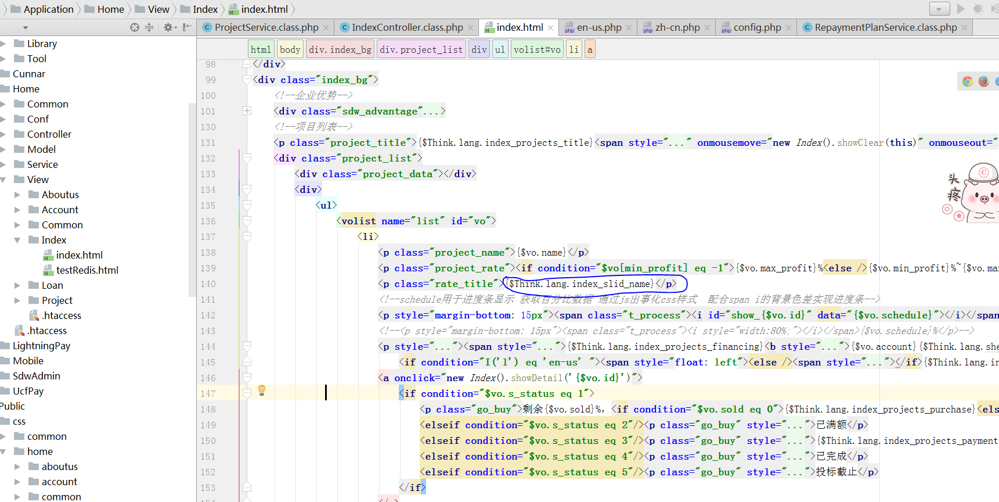 Application Home View Index index.html
ProjectService.class.php IndexController.class.php index.html en-us.php zh-cn.php config.php RepaymentPlanService.class.php
html body div.index_bg div.project_list div ul volist#vo li a
Library
Tool
Cunnar
Home
Common
Conf
Controller
Model
Service
View
Aboutus
Account
Common
Index
index.html
testRedis.html
Loan
Project
.htaccess
.htaccess
LightningPay
Mobile
SdwAdmin
UcfPay
Public
css
common
home
aboutus
account
common
98 </div>
99 <div class="index_bg">
100 <!--企业优势-->
101 <div class="sdw_advantage"...>
130 <!--项目列表-->
131 <p class="project_title">{$Think.lang.index_projects_title}<span style="..." onmousemove="new Index().showClear(this)" onmouseout="
132 <div class="project_list">
133 <div class="project_data"></div>
134 <div>
135 <ul>
136 <volist name="list" id="vo">
137 <li>
138 <p class="project_name">{$vo.name}</p>
139 <p class="project_rate"><if condition="$vo[min_profit] eq -1">{$vo.max_profit}%<else />{$vo.min_profit}%~{$vo.ma
140 <p class="rate_title">{$Think.lang.index_slid_name}</p>
141 <!--schedule用于进度条显示 获取百分比数据 通过js出事化css样式  配合span i的背景色差实现进度条-->
142 <p style="margin-bottom: 15px"><span class="t_process"><i id="show_{$vo.id}" data="{$vo.schedule}"></i></span
143 <!--<p style="margin-bottom: 15px"><span class="t_process"><i style="width:80%;"></i></span>{$vo.schedule}%</p>-->
144 <p style="..."><span style="...">{$Think.lang.index_projects_financing}<b style="...">{$vo.account}{$Think.lang.she
145 <if condition="I('l') eq 'en-us' "><span style="float: left"><else /><span style="..."></if>{$Think.lang.in
146 <a onclick="new Index().showDetail('{$vo.id}')">
147 <if condition="$vo.s_status eq 1">
148 <p class="go_buy">剩余{$vo.sold}%, <if condition="$vo.sold eq 0">{$Think.lang.index_projects_purchase}<els
149 <elseif condition="$vo.s_status eq 2"/><p class="go_buy" style="...">已满额</p>
150 <elseif condition="$vo.s_status eq 3"/><p class="go_buy" style="...">{$Think.lang.index_projects_payment
151 <elseif condition="$vo.s_status eq 4"/><p class="go_buy" style="...">已完成</p>
152 <elseif condition="$vo.s_status eq 5"/><p class="go_buy" style="...">投标截止</p>
153 </if>
头疼